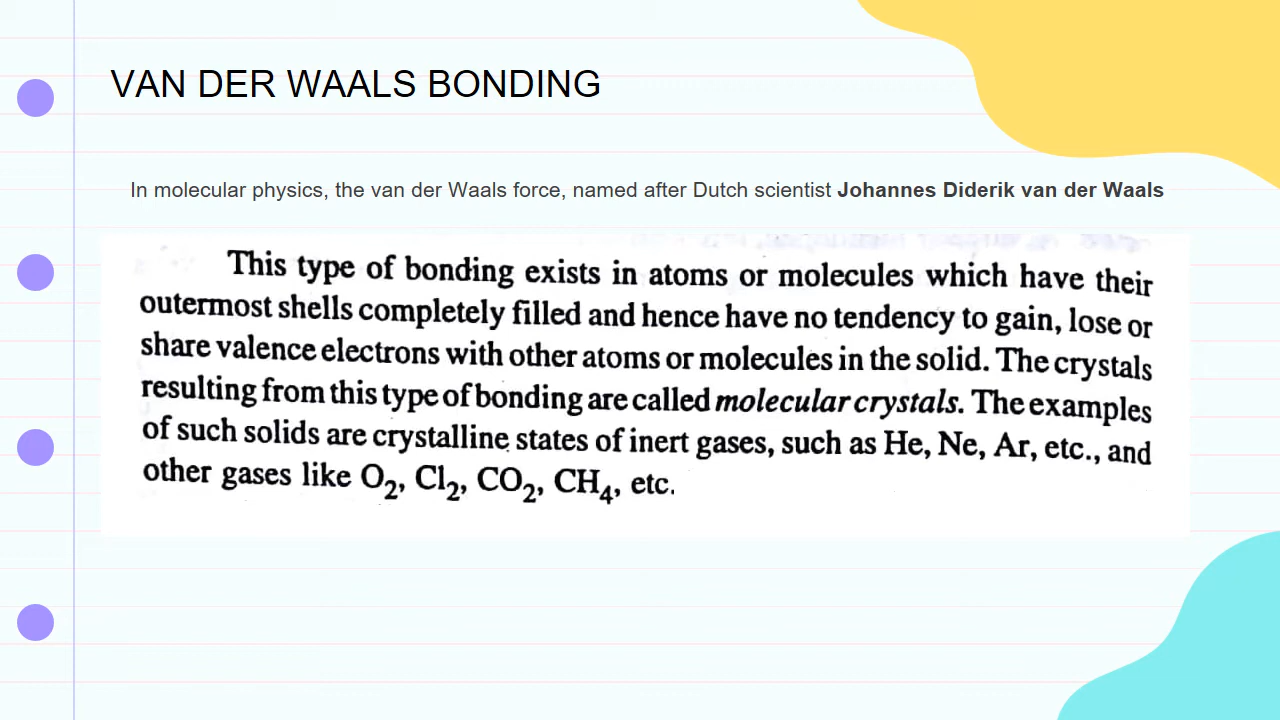 VAN DER WAALS BONDING
In molecular physics, the van der Waals force, named after Dutch scientist Johannes Diderik van der Waals
This type of bonding exists in atoms or molecules which have their
outermost shells completely filled and hence have no tendency to gain, lose or
share valence electrons with other atoms or molecules in the solid. The crystals
resulting from this type of bonding are called molecular crystals. The examples
of such solids are crystalline states of inert gases, such as He, Ne, Ar, etc., and
other gases like O₂, Cl₂, CO₂, CH₄, etc.